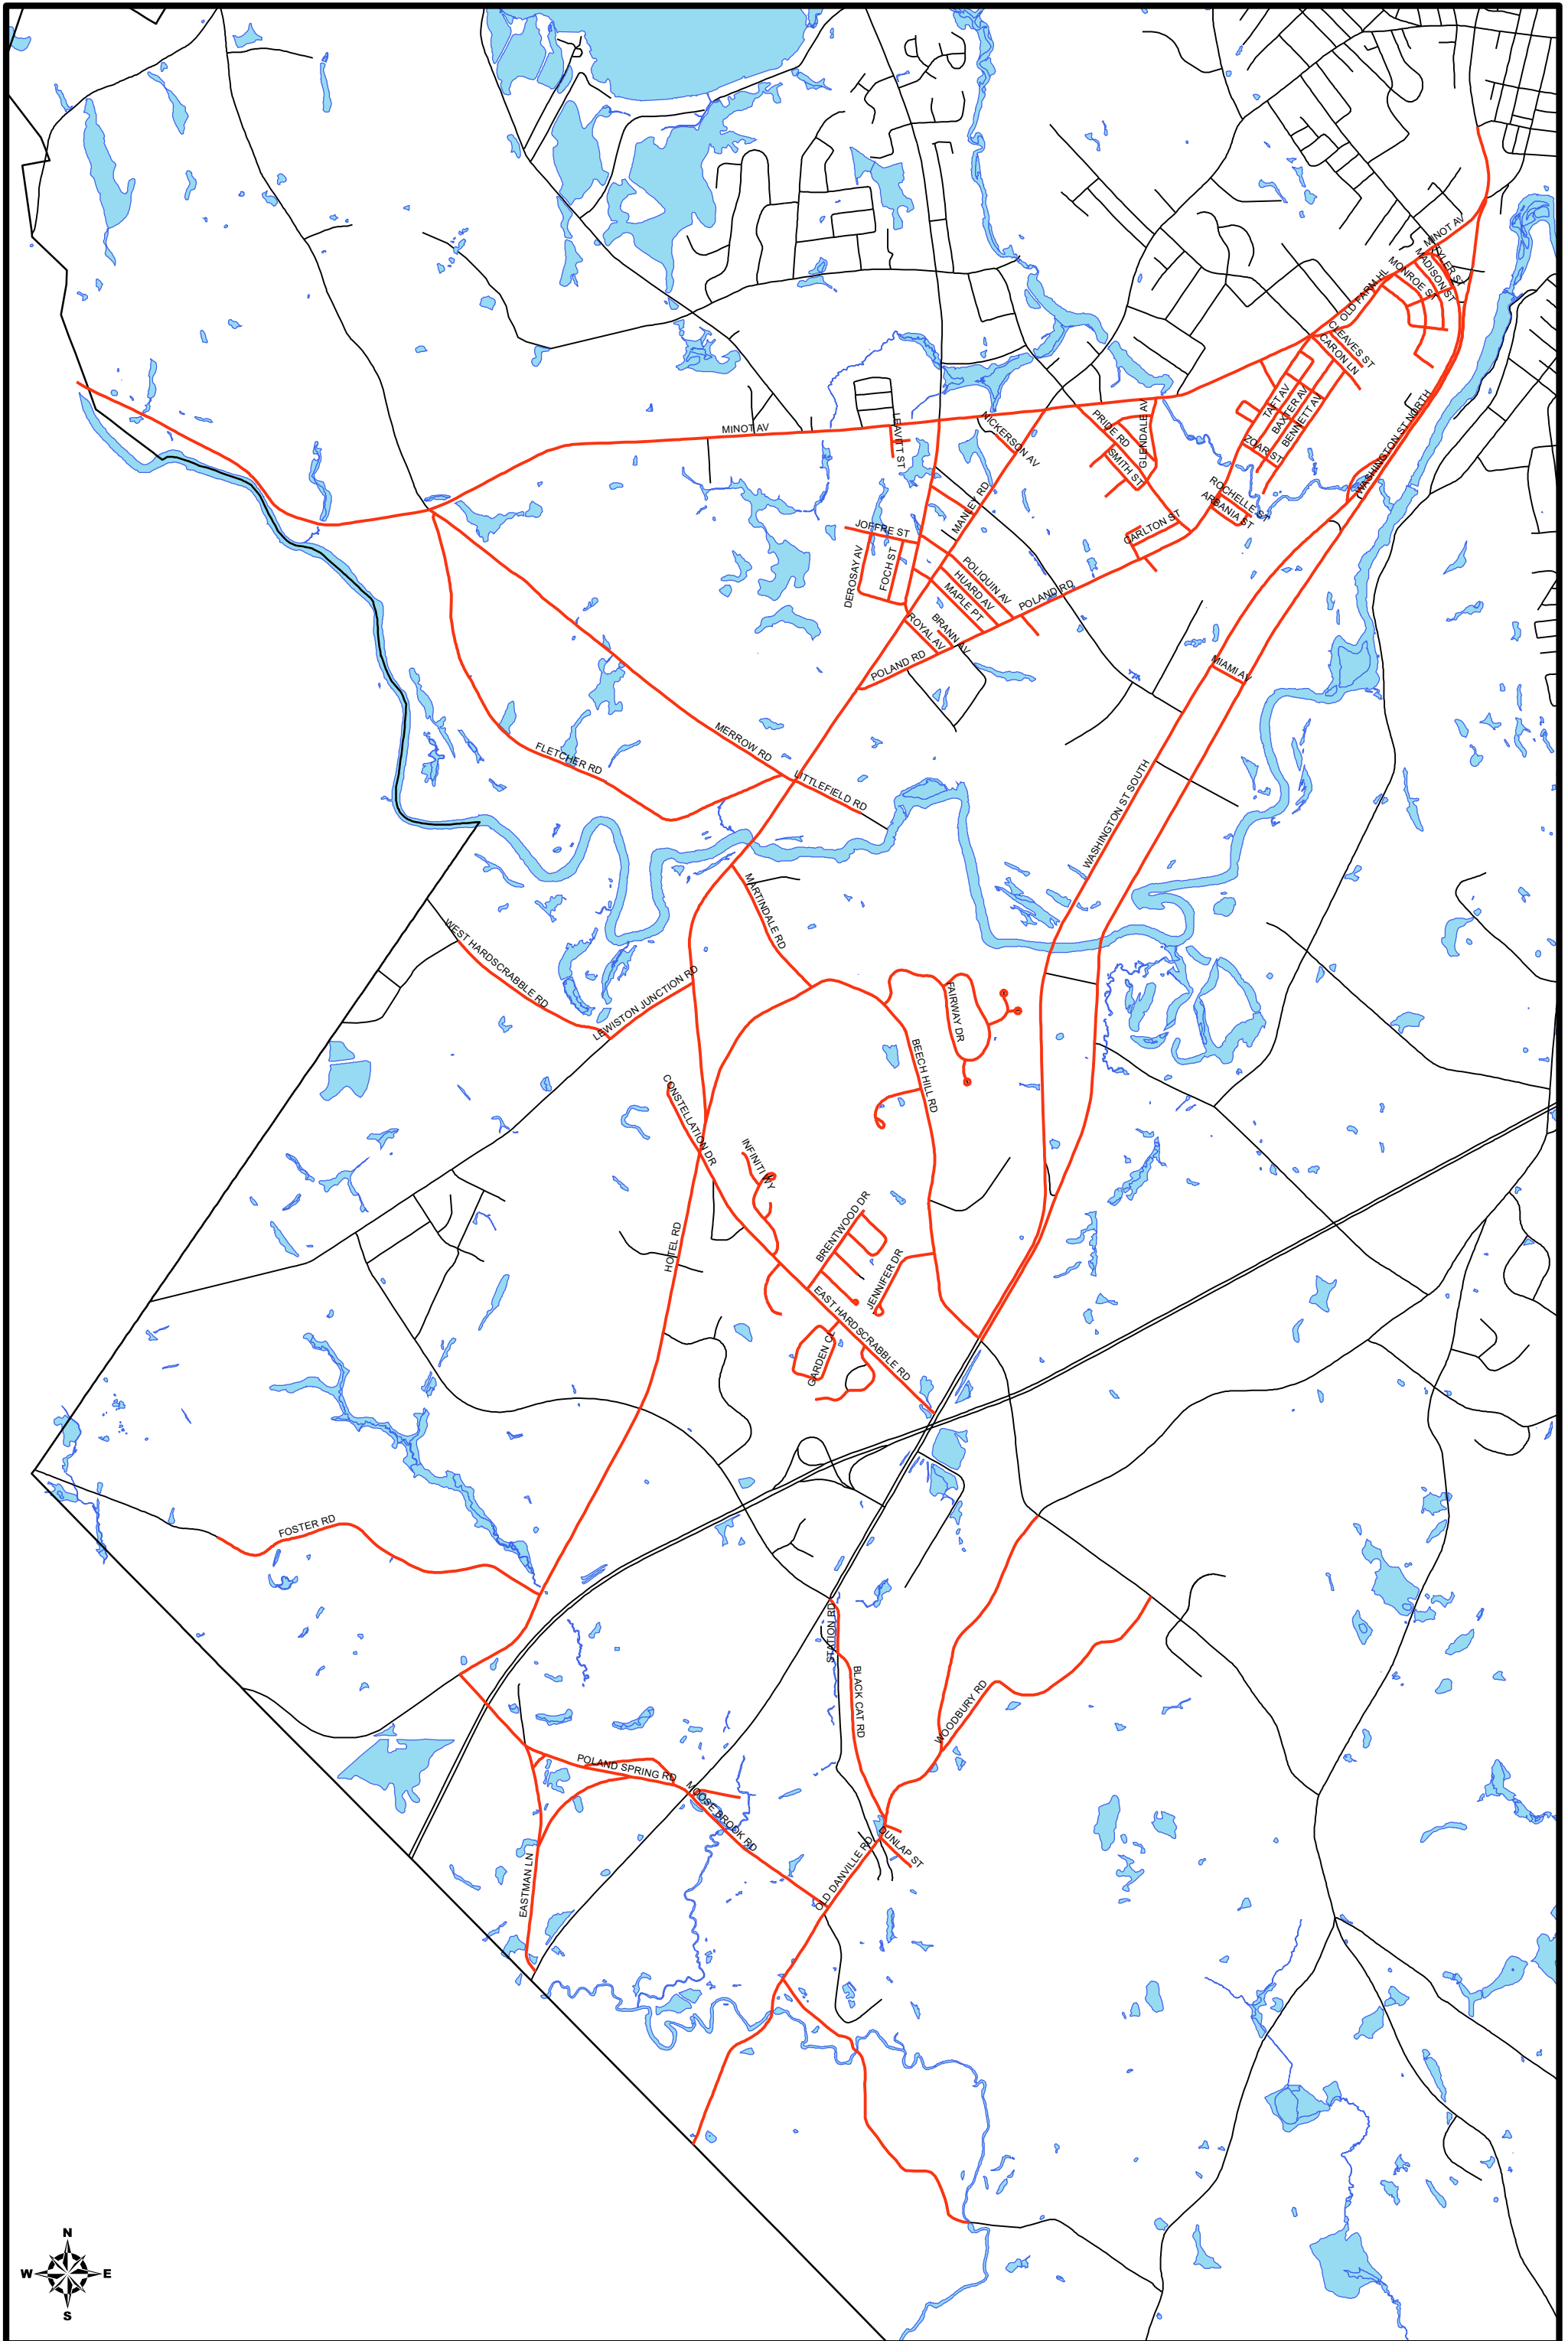 MINOT AV
TYLER ST
MADISON ST
MONROE ST
OLD FARM HL
CLEAVES ST
CARON LN
TAFT AV
BAXTER AV
BENNETT AV
ZOAR ST
WASHINGTON ST NORTH
MINOT AV
LEAVITT ST
NICKERSON AV
PRIDE RD
GLENDALE AV
SMITH ST
ROCHELLE ST
ARBANIA ST
MANLEY RD
CARLTON ST
JOFFRE ST
FOCH ST
DEROSAY AV
POLIQUIN AV
HUARD AV
MAPLE PT
POLAND RD
ROYAL AV
BRANN AV
POLAND RD
MIAMI AV
MERROW RD
FLETCHER RD
LITTLEFIELD RD
WASHINGTON ST SOUTH
MARTINDALE RD
WEST HARDSCRABBLE RD
LEWISTON JUNCTION RD
FAIRWAY DR
BEECH HILL RD
CONSTELLATION DR
INFINITI WY
BRENTWOOD DR
HOTEL RD
JENNIFER DR
EAST HARDSCRABBLE RD
GARDEN CL
FOSTER RD
STATION RD
BLACK CAT RD
WOODBURY RD
POLAND SPRING RD
MOOSE BROOK RD
DUNLAP ST
OLD DANVILLE RD
EASTMAN LN
N
W E
S